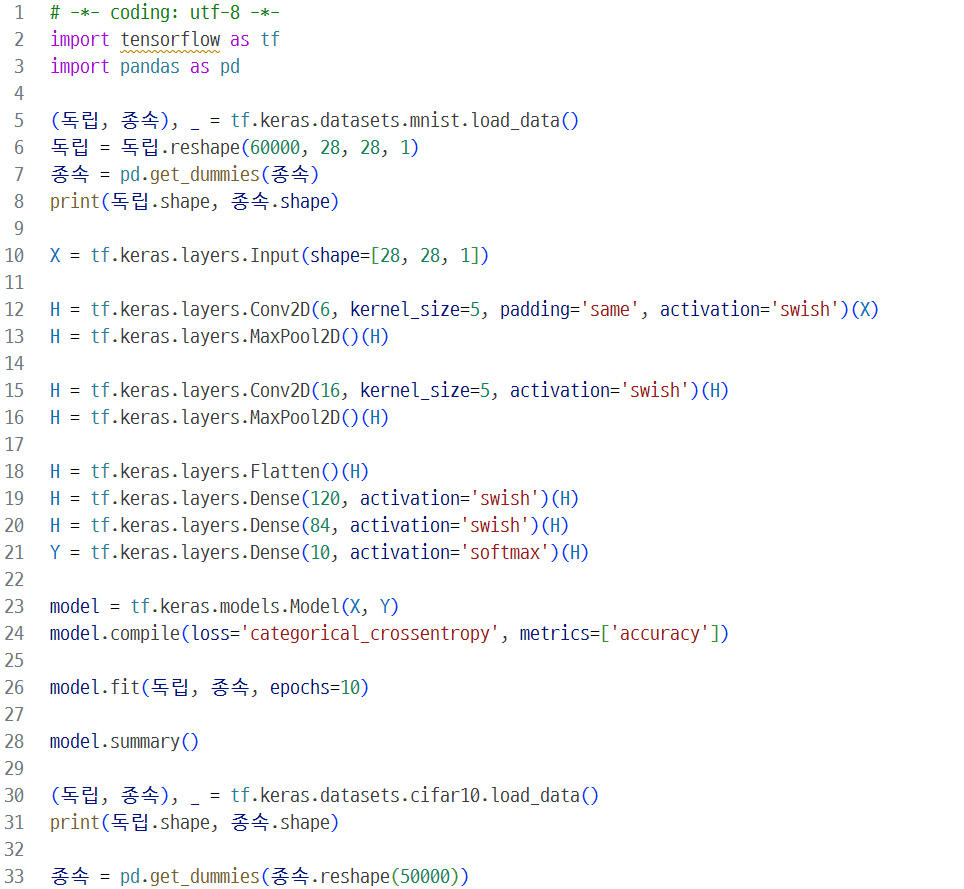 1 # -*- coding: utf-8 -*-
2 import tensorflow as tf
3 import pandas as pd
4
5 (독립, 종속), _ = tf.keras.datasets.mnist.load_data()
6 독립 = 독립.reshape(60000, 28, 28, 1)
7 종속 = pd.get_dummies(종속)
8 print(독립.shape, 종속.shape)
9
10 X = tf.keras.layers.Input(shape=[28, 28, 1])
11
12 H = tf.keras.layers.Conv2D(6, kernel_size=5, padding='same', activation='swish')(X)
13 H = tf.keras.layers.MaxPool2D()(H)
14
15 H = tf.keras.layers.Conv2D(16, kernel_size=5, activation='swish')(H)
16 H = tf.keras.layers.MaxPool2D()(H)
17
18 H = tf.keras.layers.Flatten()(H)
19 H = tf.keras.layers.Dense(120, activation='swish')(H)
20 H = tf.keras.layers.Dense(84, activation='swish')(H)
21 Y = tf.keras.layers.Dense(10, activation='softmax')(H)
22
23 model = tf.keras.models.Model(X, Y)
24 model.compile(loss='categorical_crossentropy', metrics=['accuracy'])
25
26 model.fit(독립, 종속, epochs=10)
27
28 model.summary()
29
30 (독립, 종속), _ = tf.keras.datasets.cifar10.load_data()
31 print(독립.shape, 종속.shape)
32
33 종속 = pd.get_dummies(종속.reshape(50000))